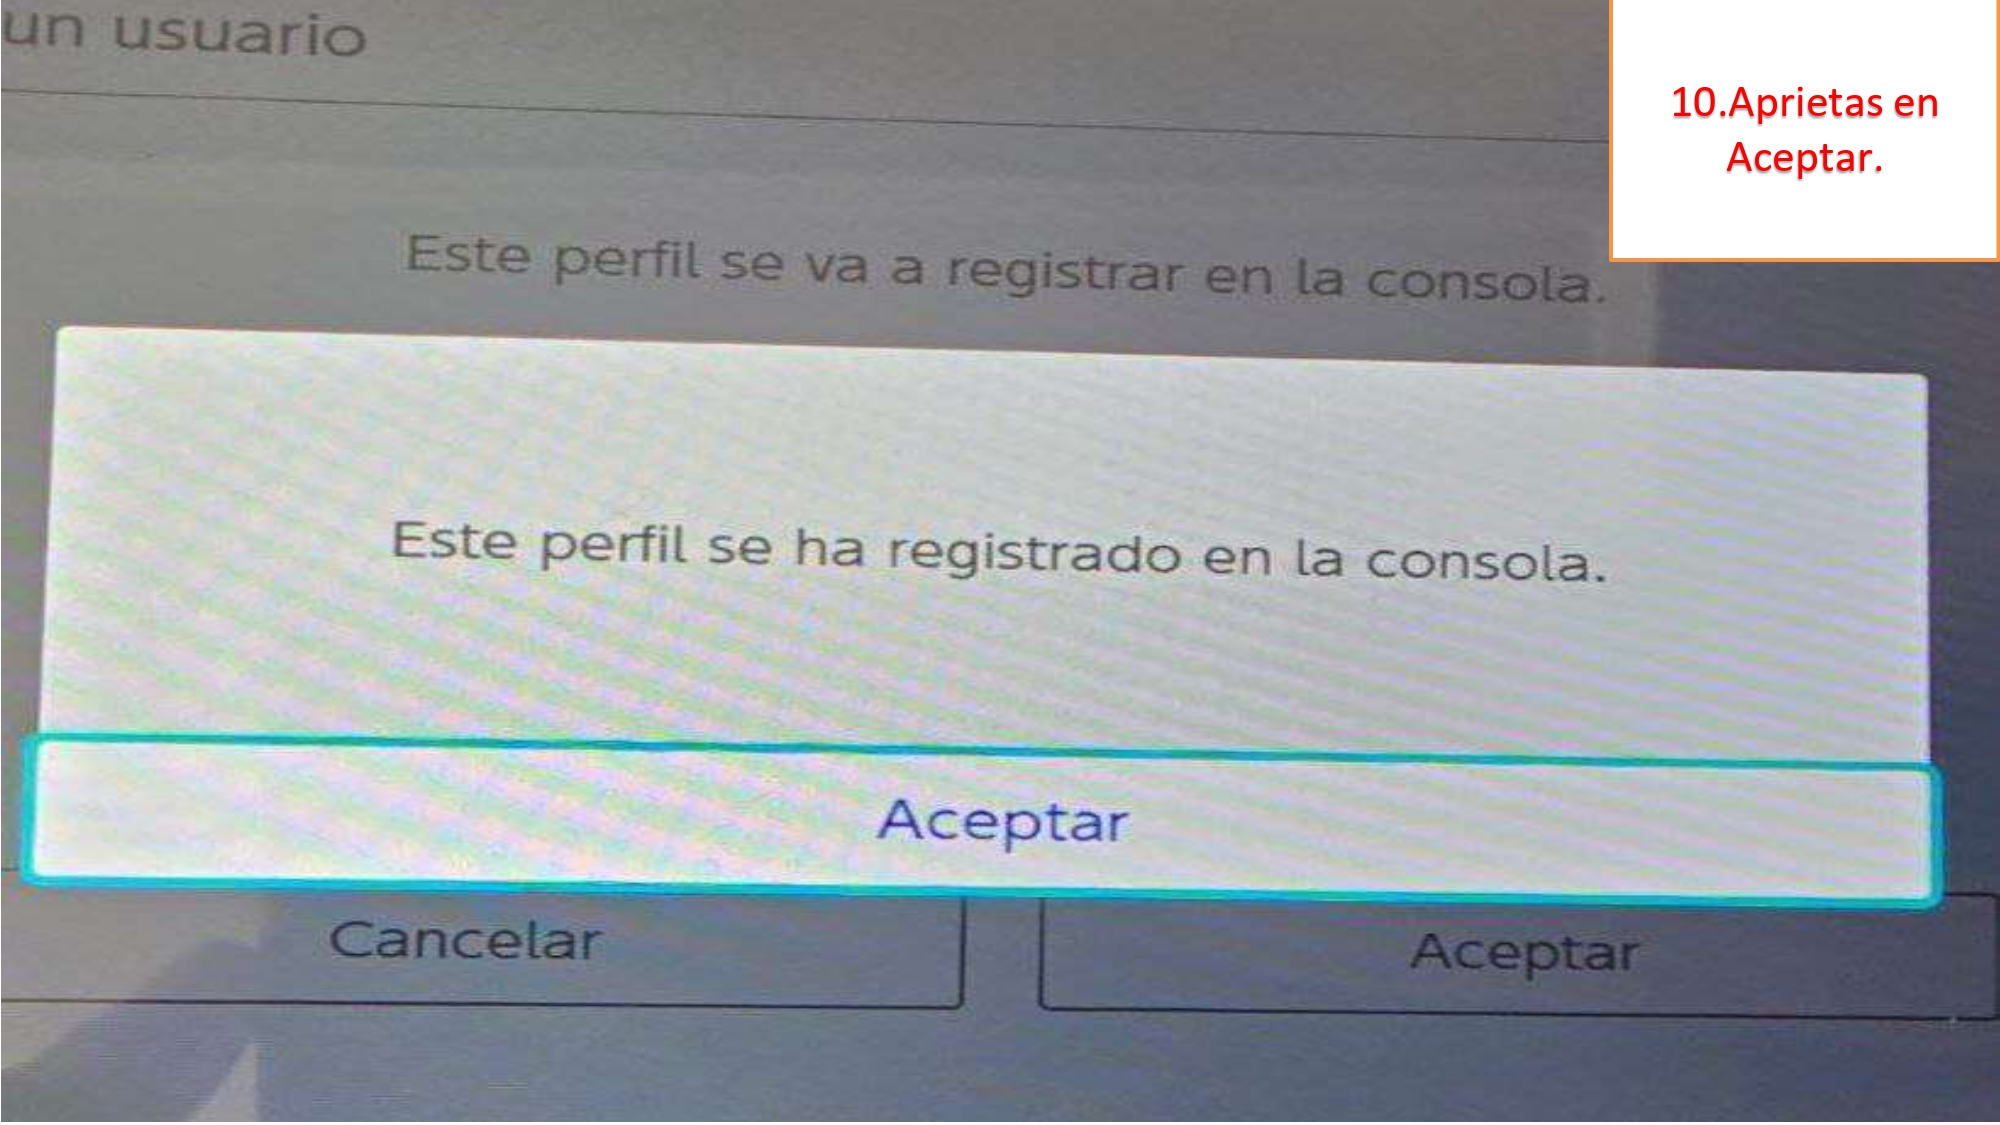 un usuario
10.Aprietas en
Aceptar.
Este perfil se va a registrar en la consola.
Este perfil se ha registrado en la consola.
Aceptar
Cancelar
Aceptar